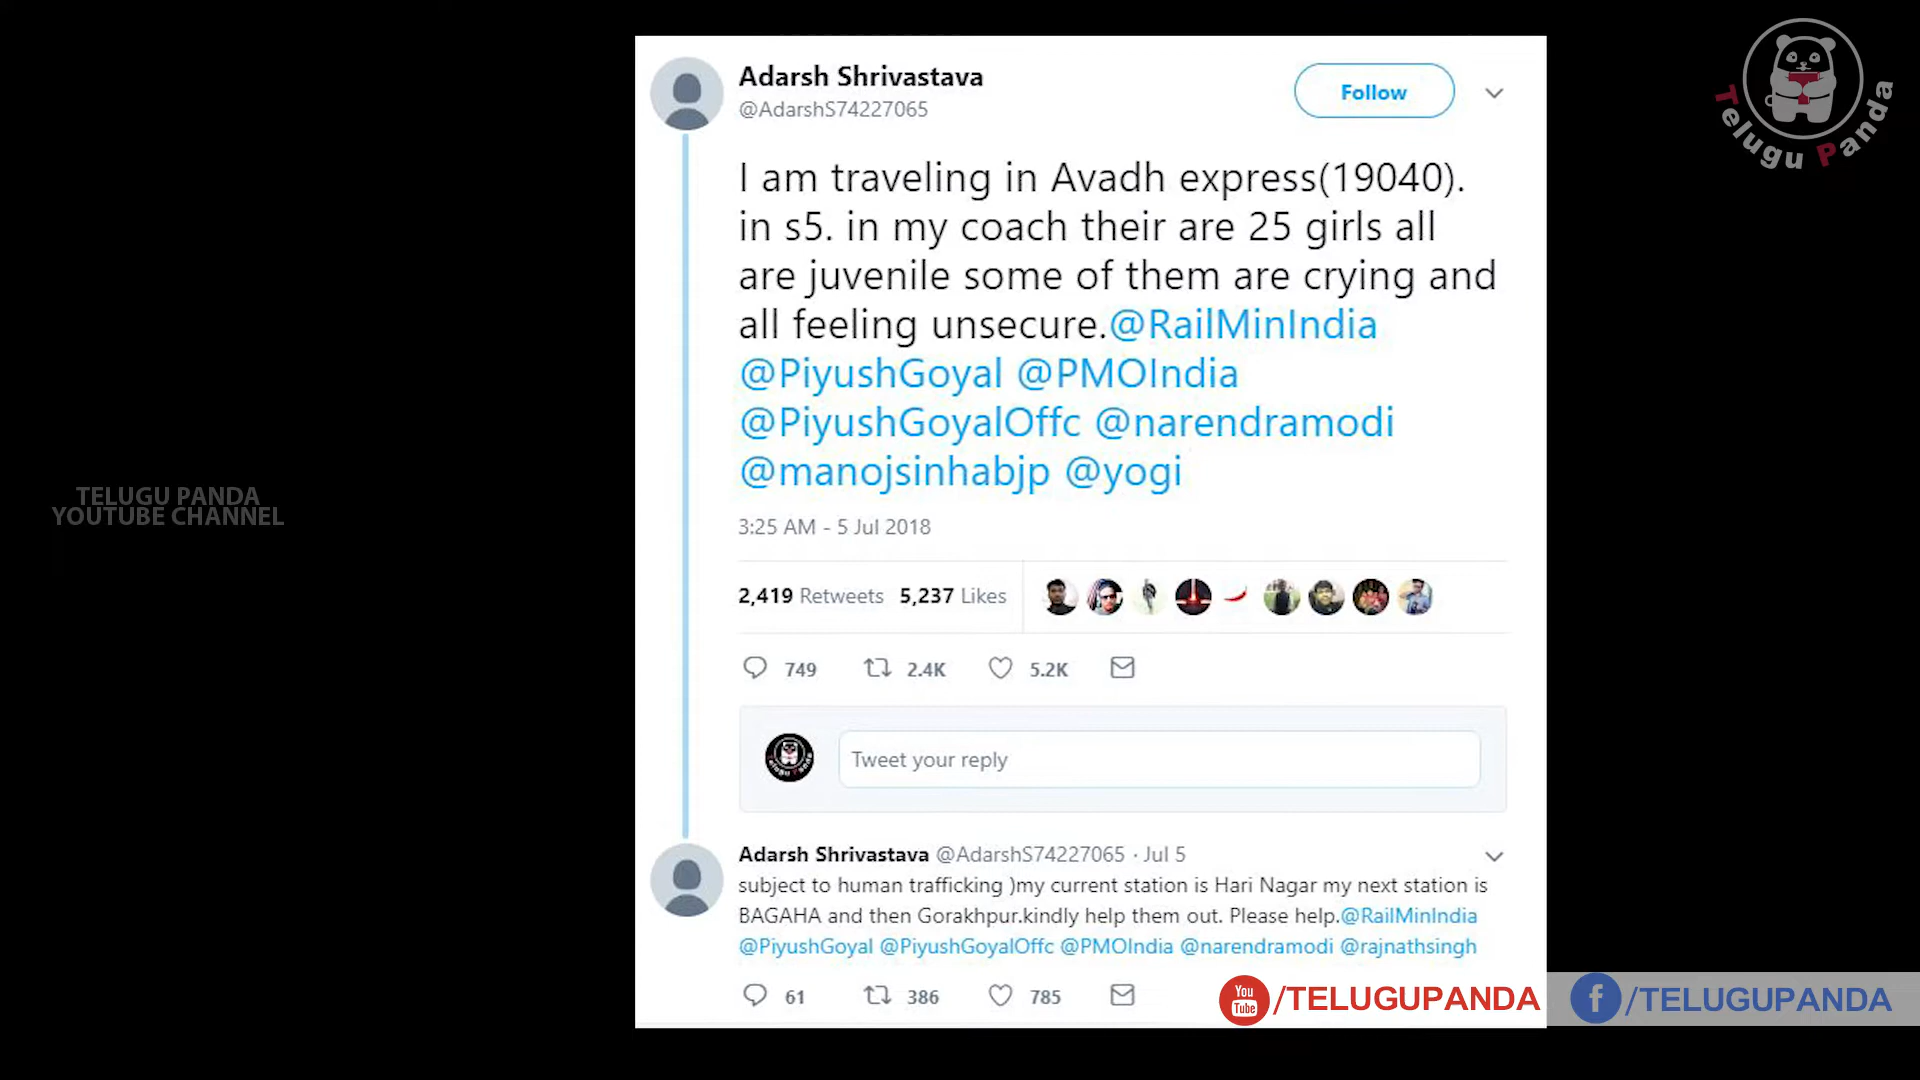 Adarsh Shrivastava
@AdarshS74227065
Follow
I am traveling in Avadh express(19040).
in s5. in my coach their are 25 girls all
are juvenile some of them are crying and
all feeling unsecure.@RailMinIndia
@PiyushGoyal @PMOIndia
@PiyushGoyalOffc @narendramodi
@manojsinhabjp @yogi
3:25 AM - 5 Jul 2018
2,419 Retweets 5,237 Likes
749 2.4K 5.2K
Tweet your reply
Adarsh Shrivastava @AdarshS74227065 · Jul 5
subject to human trafficking )my current station is Hari Nagar my next station is
BAGAHA and then Gorakhpur.kindly help them out. Please help.@RailMinIndia
@PiyushGoyal @PiyushGoyalOffc @PMOIndia @narendramodi @rajnathsingh
61 386 785
TELUGU PANDA
YOUTUBE CHANNEL
Telugu Panda
You Tube /TELUGUPANDA f /TELUGUPANDA